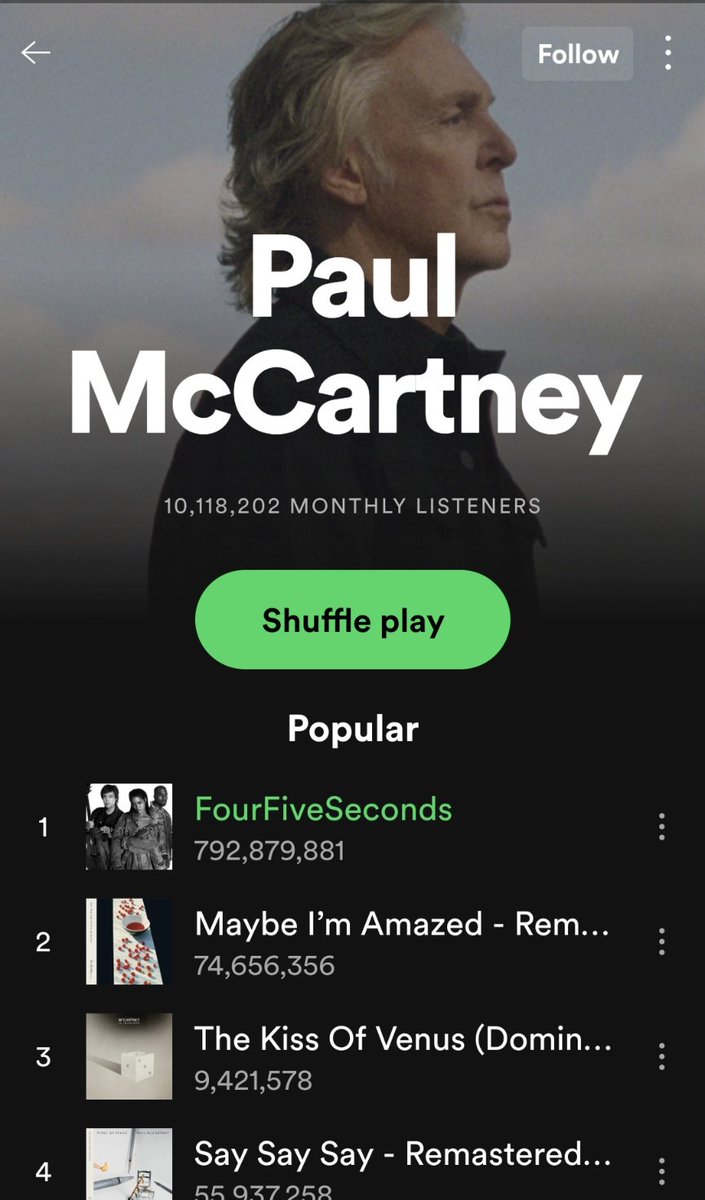 Follow
Paul
McCartney
10,118,202 MONTHLY LISTENERS
Shuffle play
Popular
1
FourFiveSeconds
792,879,881
2
Maybe I’m Amazed - Rem...
74,656,356
3
The Kiss Of Venus (Domin...
9,421,578
4
Say Say Say - Remastered...
55,937,258